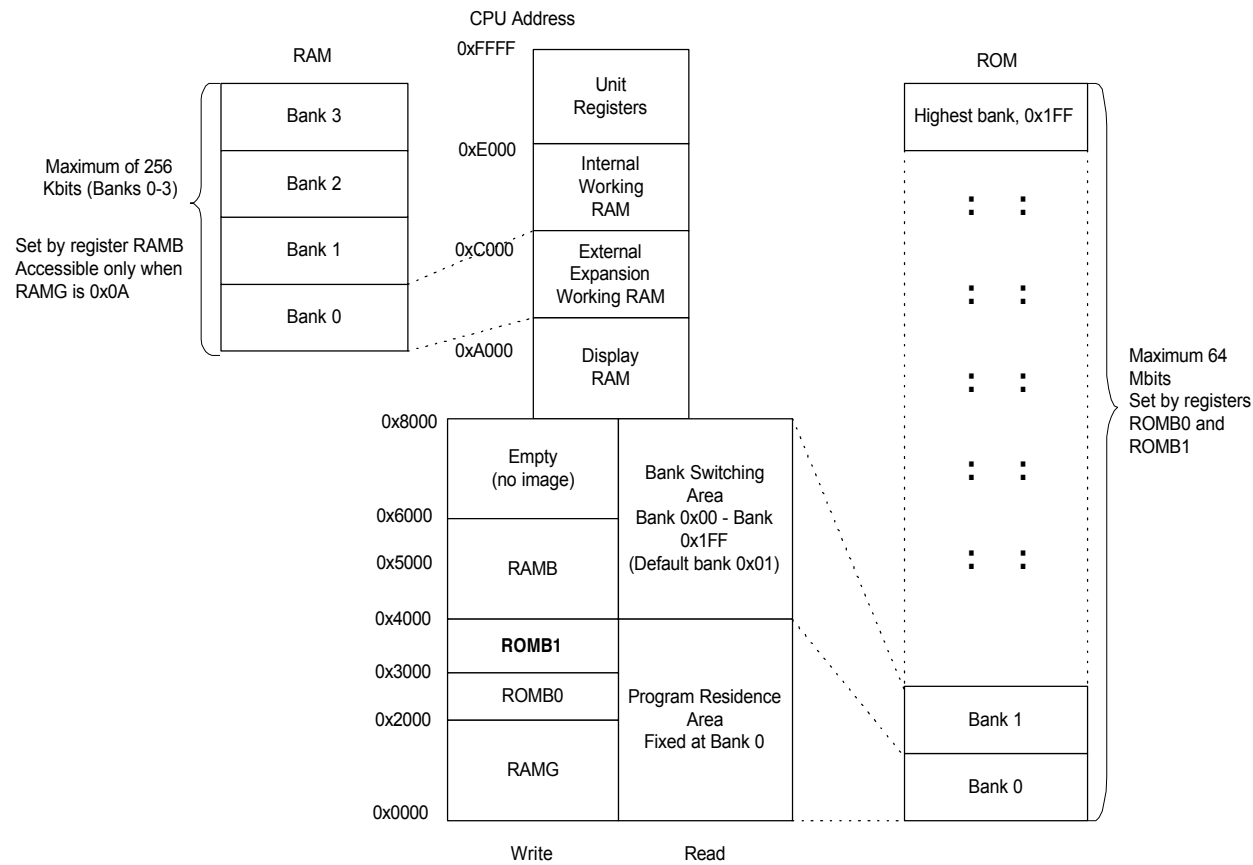 CPU Address
RAM
Bank 3
Bank 2
Bank 1
Bank 0
Maximum of 256
Kbits (Banks 0-3)
Set by register RAMB
Accessible only when
RAMG is 0x0A
0xFFFF
0xE000
0xC000
0xA000
0x8000
0x6000
0x5000
0x4000
0x3000
0x2000
0x0000
Unit
Registers
Internal
Working
RAM
External
Expansion
Working RAM
Display
RAM
Empty
(no image)
RAMB
ROMB1
ROMB0
RAMG
Write
Bank Switching
Area
Bank 0x00 - Bank
0x1FF
(Default bank 0x01)
Program Residence
Area
Fixed at Bank 0
Read
ROM
Highest bank, 0x1FF
: :
: :
: :
: :
: :
Bank 1
Bank 0
Maximum 64
Mbits
Set by registers
ROMB0 and
ROMB1